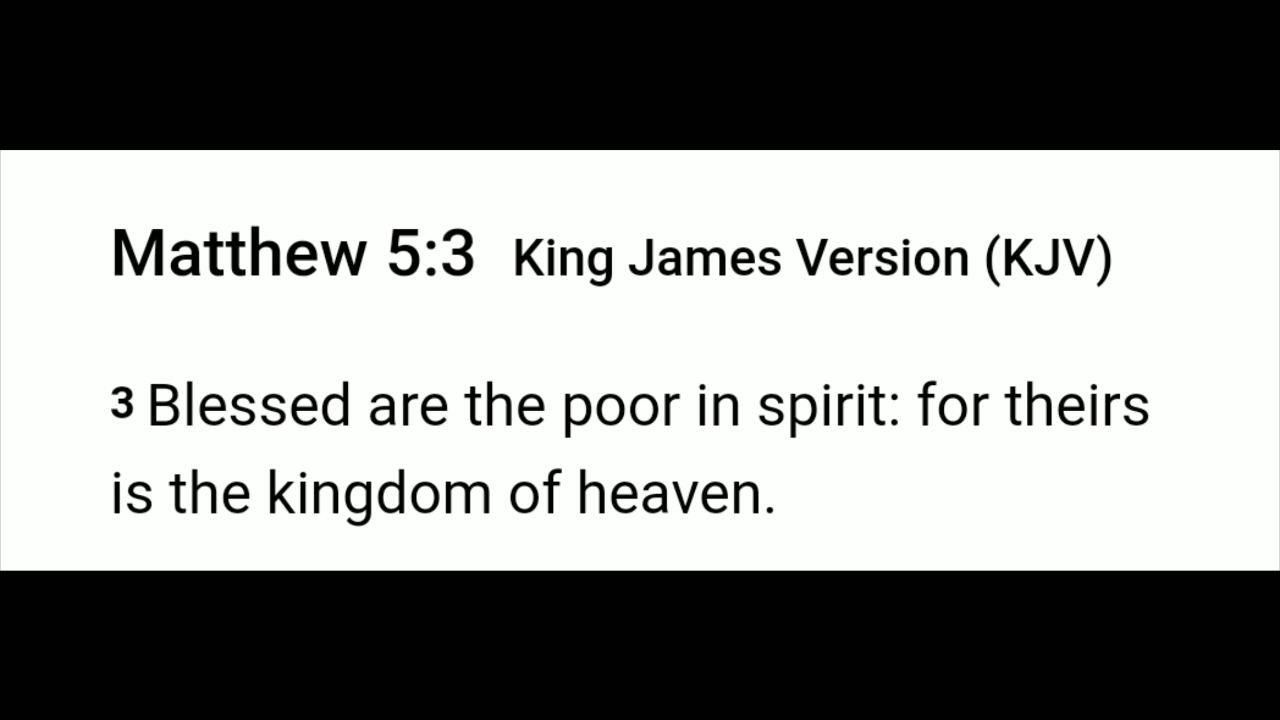 Matthew 5:3 King James Version (KJV)
3 Blessed are the poor in spirit: for theirs
is the kingdom of heaven.